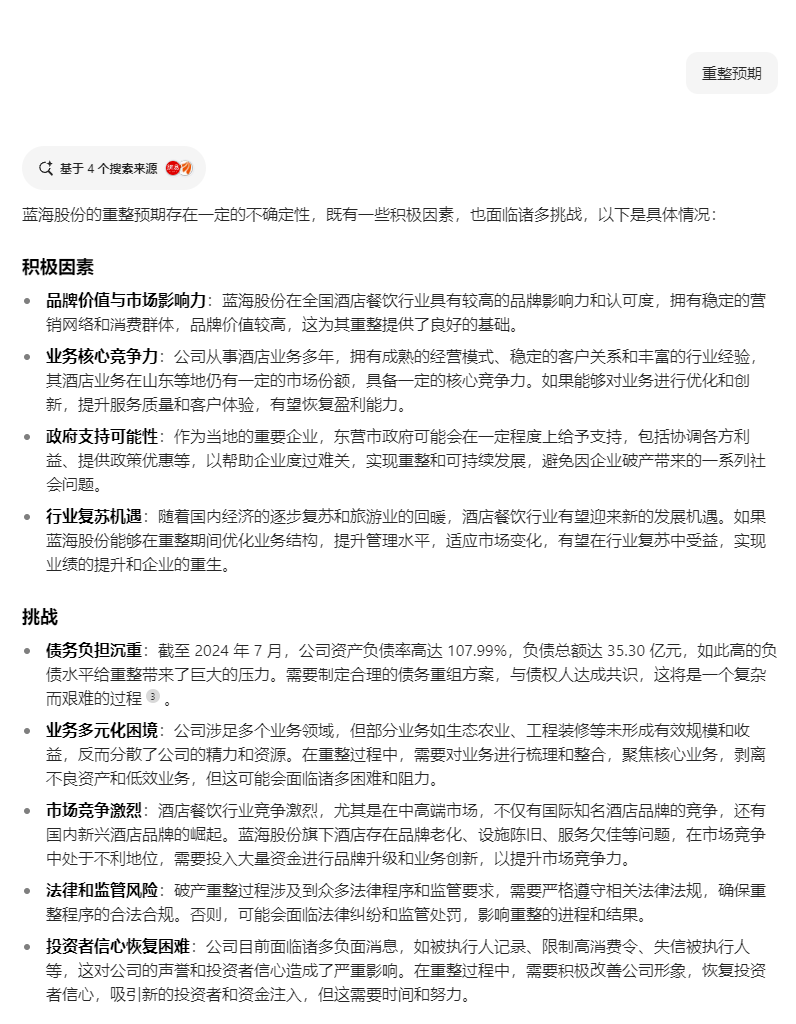 重整预期
基于 4 个搜索来源
蓝海股份的重整预期存在一定的不确定性，既有一些积极因素，也面临诸多挑战，以下是具体情况：
积极因素
品牌价值与市场影响力：蓝海股份在全国酒店餐饮行业具有较高的品牌影响力和认可度，拥有稳定的营
销网络和消费群体，品牌价值较高，这为其重整提供了良好的基础。
业务核心竞争力：公司从事酒店业务多年，拥有成熟的经营模式、稳定的客户关系和丰富的行业经验，
其酒店业务在山东等地仍有一定的市场份额，具备一定的核心竞争力。如果能够对业务进行优化和创
新，提升服务质量和客户体验，有望恢复盈利能力。
政府支持可能性：作为当地的重要企业，东营市政府可能会在一定程度上给予支持，包括协调各方利
益、提供政策优惠等，以帮助企业度过难关，实现重整和可持续发展，避免因企业破产带来的一系列社
会问题。
行业复苏机遇：随着国内经济的逐步复苏和旅游业的回暖，酒店餐饮行业有望迎来新的发展机遇。如果
蓝海股份能够在重整期间优化业务结构，提升管理水平，适应市场变化，有望在行业复苏中受益，实现
业绩的提升和企业的重生。
挑战
债务负担沉重：截至 2024 年 7 月，公司资产负债率高达 107.99%，负债总额达 35.30 亿元，如此高的负
债水平给重整带来了巨大的压力。需要制定合理的债务重组方案，与债权人达成共识，这将是一个复杂
而艰难的过程 3 。
业务多元化困境：公司涉足多个业务领域，但部分业务如生态农业、工程装修等未形成有效规模和收
益，反而分散了公司的精力和资源。在重整过程中，需要对业务进行梳理和整合，聚焦核心业务，剥离
不良资产和低效业务，但这可能会面临诸多困难和阻力。
市场竞争激烈：酒店餐饮行业竞争激烈，尤其是在中高端市场，不仅有国际知名酒店品牌的竞争，还有
国内新兴酒店品牌的崛起。蓝海股份旗下酒店存在品牌老化、设施陈旧、服务欠佳等问题，在市场竞争
中处于不利地位，需要投入大量资金进行品牌升级和业务创新，以提升市场竞争力。
法律和监管风险：破产重整过程涉及到众多法律程序和监管要求，需要严格遵守相关法律法规，确保重
整程序的合法合规。否则，可能会面临法律纠纷和监管处罚，影响重整的进程和结果。
投资者信心恢复困难：公司目前面临诸多负面消息，如被执行人记录、限制高消费令、失信被执行人
等，这对公司的声誉和投资者信心造成了严重影响。在重整过程中，需要积极改善公司形象，恢复投资
者信心，吸引新的投资者和资金注入，但这需要时间和努力。